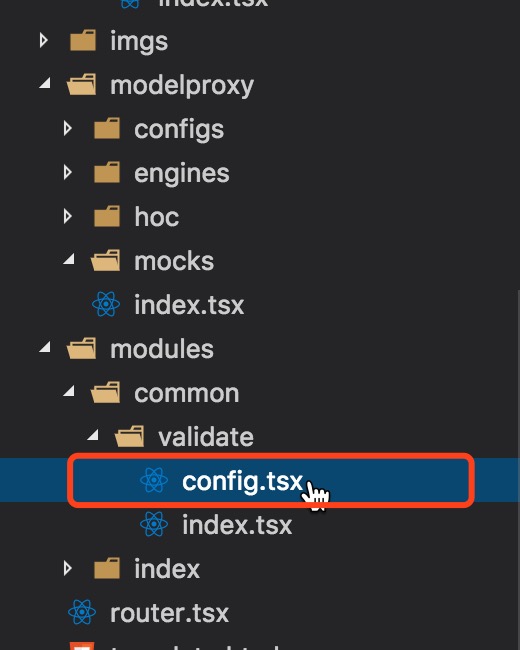 index.tsx
imgs
modelproxy
configs
engines
hoc
mocks
index.tsx
modules
common
validate
config.tsx
index.tsx
index
router.tsx